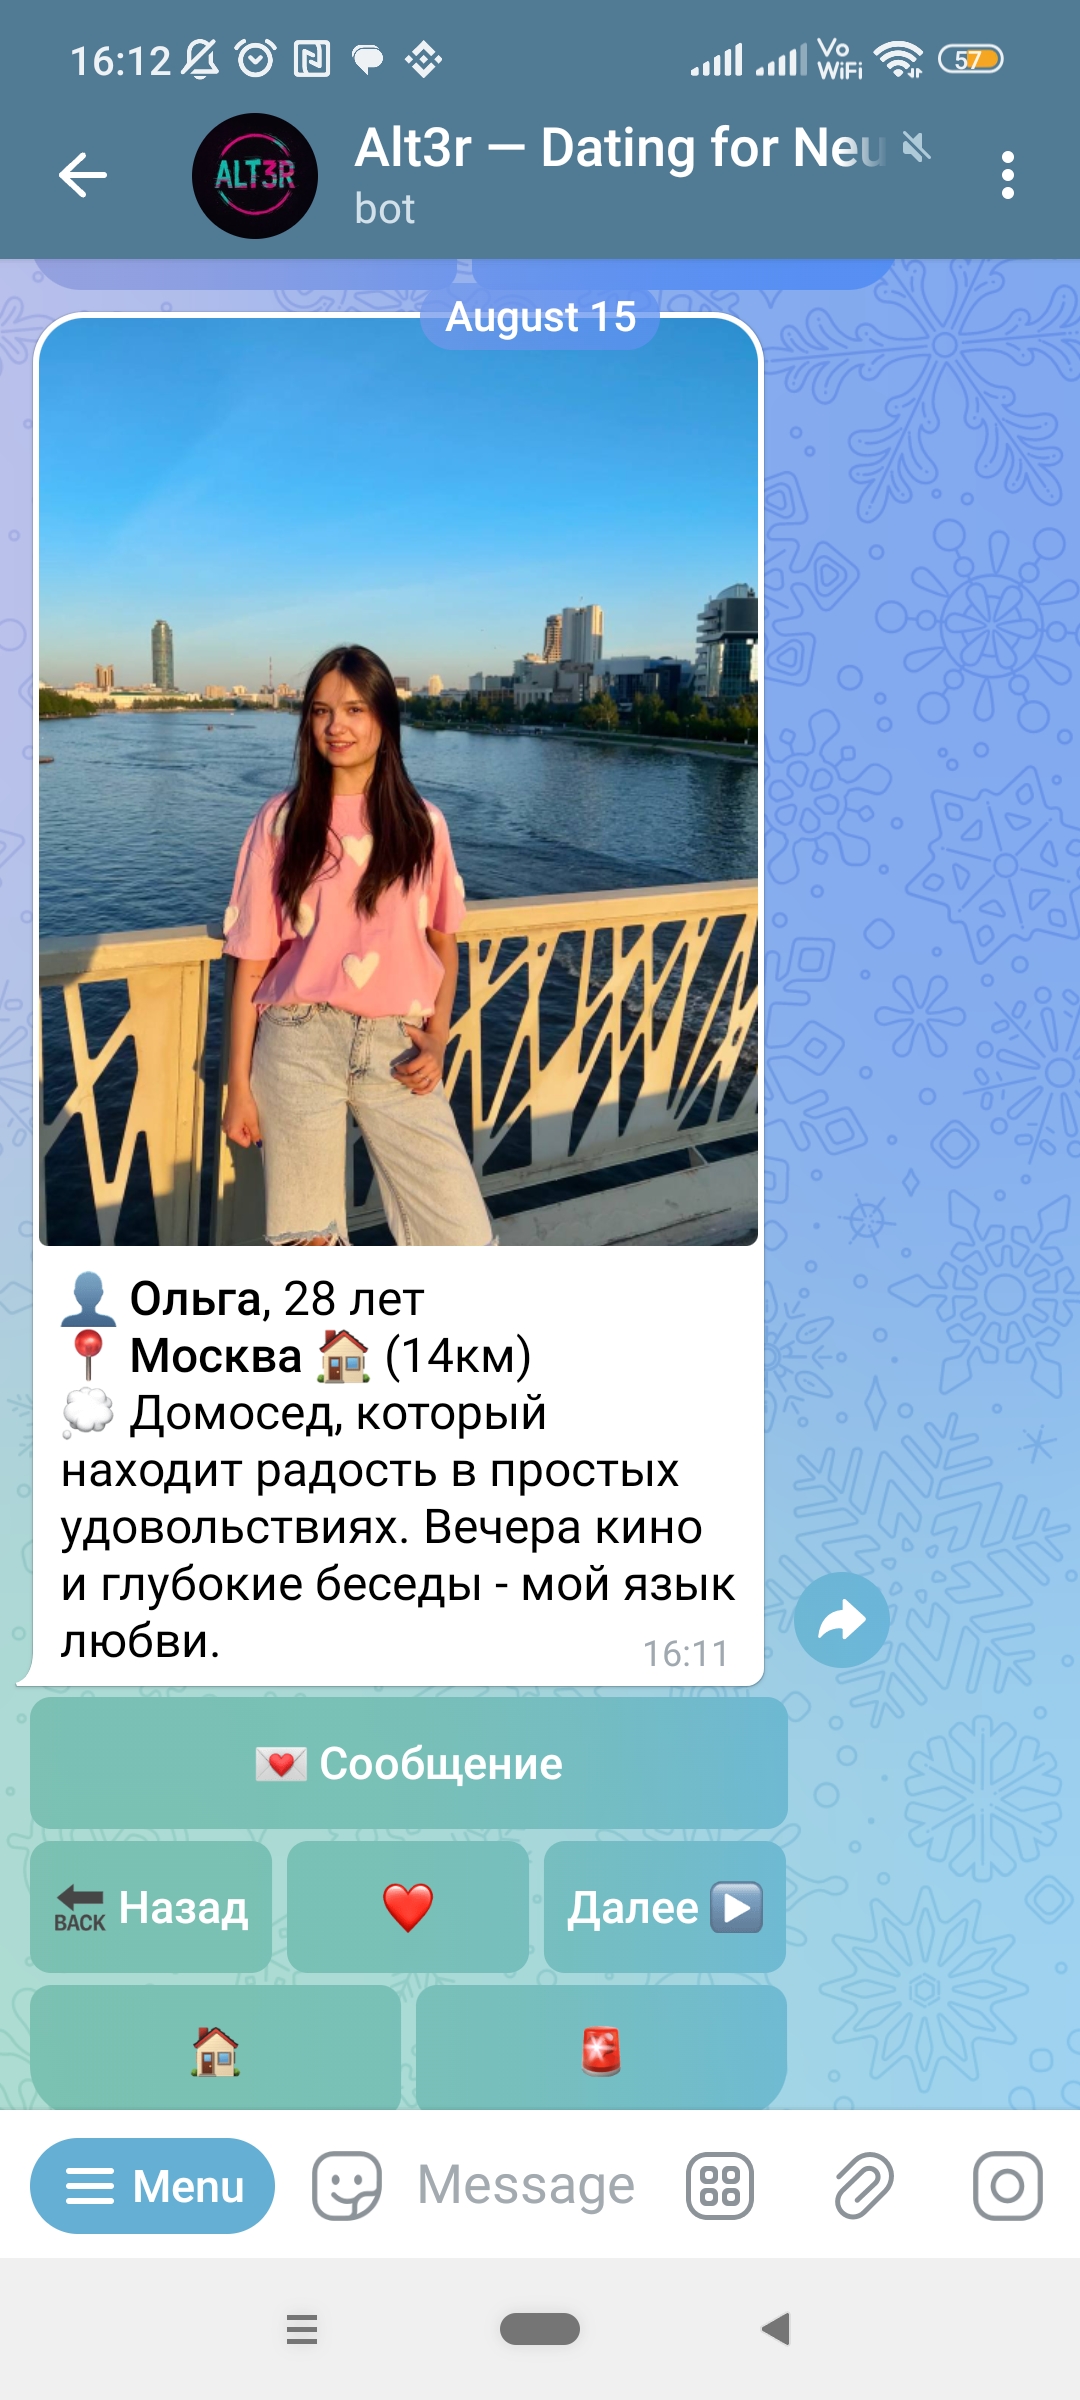 16:12
Vo
WiFi
57
ALT3R
Alt3r — Dating for Neu
bot
August 15
Ольга, 28 лет
Москва (14км)
Домосед, который
находит радость в простых
удовольствиях. Вечера кино
и глубокие беседы - мой язык
любви.
16:11
Сообщение
BACK Назад
Далее
Menu
Message